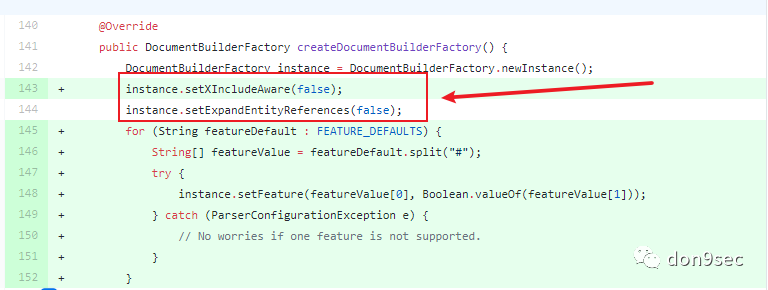 140 @Override
141 public DocumentBuilderFactory createDocumentBuilderFactory() {
142 DocumentBuilderFactory instance = DocumentBuilderFactory.newInstance();
143 + instance.setXIncludeAware(false);
144 instance.setExpandEntityReferences(false);
145 + for (String featureDefault : FEATURE_DEFAULTS) {
146 + String[] featureValue = featureDefault.split("#");
147 + try {
148 + instance.setFeature(featureValue[0], Boolean.valueOf(featureValue[1]));
149 + } catch (ParserConfigurationException e) {
150 + // No worries if one feature is not supported.
151 + }
152 + }
don9sec